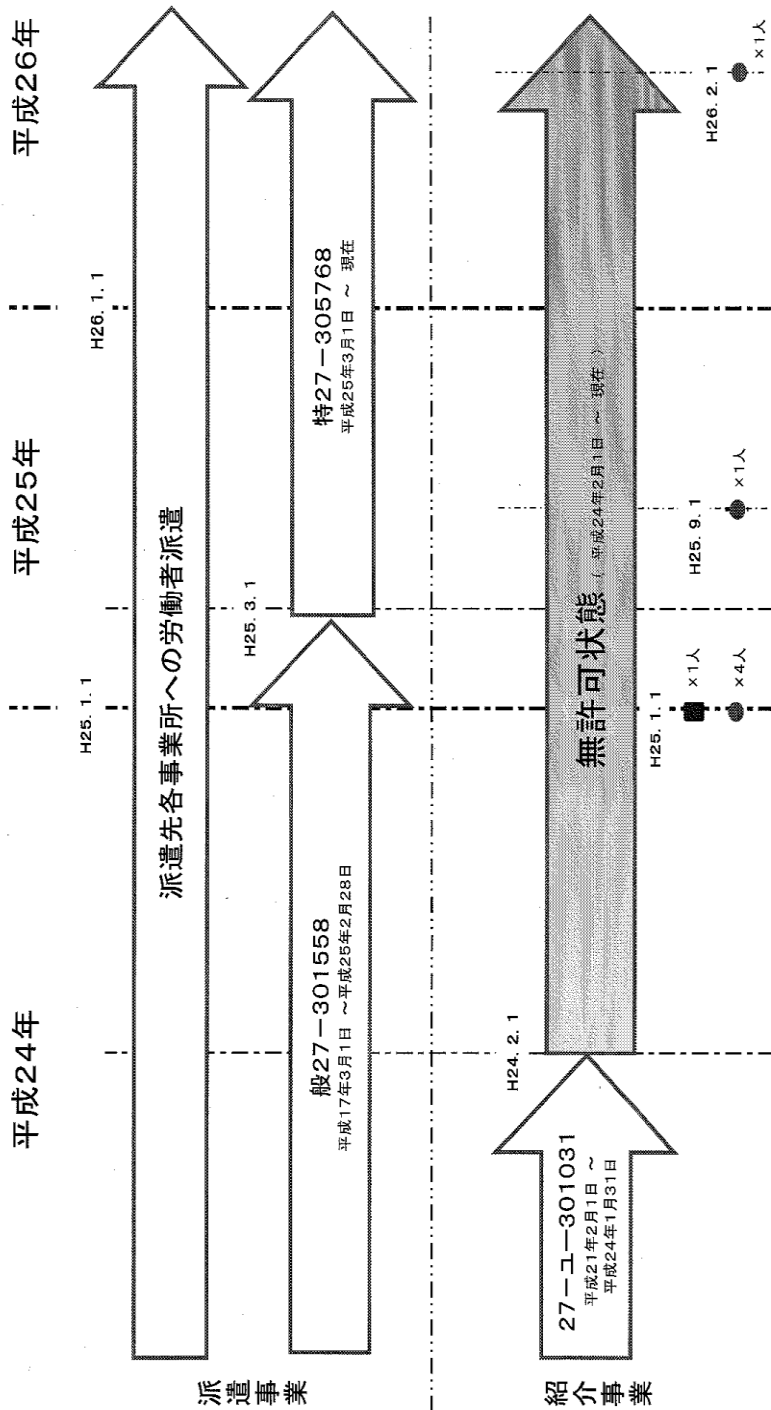 平成24年
平成25年
平成26年
H25. 1. 1
H26. 1. 1
派遣事業
派遣先各事業所への労働者派遣
H25. 3. 1
般27－301558
平成17年3月1日 ～平成25年2月28日
特27－305768
平成25年3月1日 ～ 現在
紹介事業
H24. 2. 1
27－ユ－301031
平成21年2月1日 ～
平成24年1月31日
無許可状態（ 平成24年2月1日 ～ 現在 ）
H25. 1. 1
×1人
×4人
H25. 9. 1
×1人
H26. 2. 1
×1人